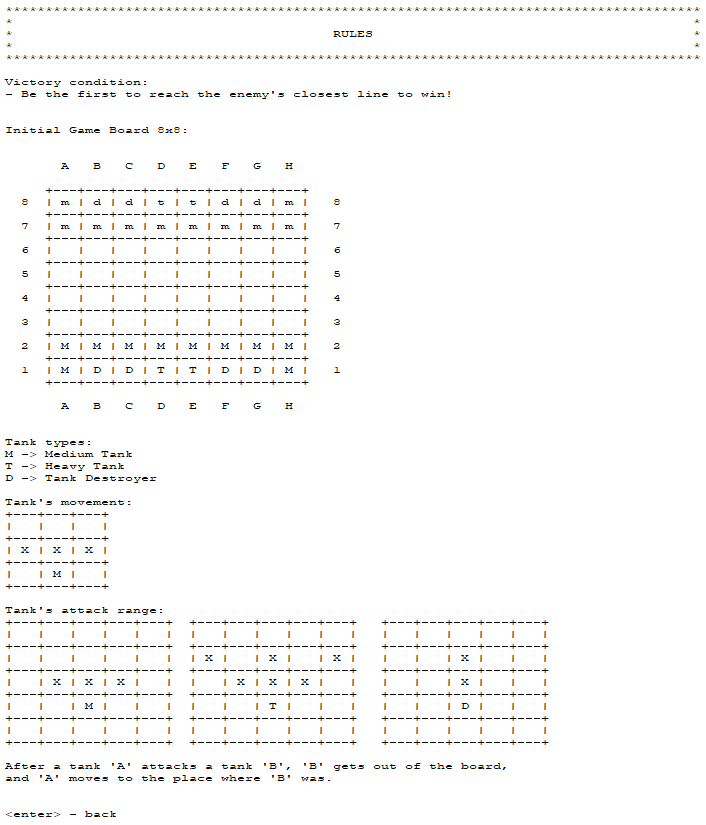 ****************************************************************************************
*                                                                                      *
*                                        RULES                                         *
*                                                                                      *
****************************************************************************************
Victory condition:
- Be the first to reach the enemy's closest line to win!
Initial Game Board 8x8:
       A   B   C   D   E   F   G   H
     +---+---+---+---+---+---+---+---+
  8  | m | d | d | t | t | d | d | m |   8
     +---+---+---+---+---+---+---+---+
  7  | m | m | m | m | m | m | m | m |   7
     +---+---+---+---+---+---+---+---+
  6  |   |   |   |   |   |   |   |   |   6
     +---+---+---+---+---+---+---+---+
  5  |   |   |   |   |   |   |   |   |   5
     +---+---+---+---+---+---+---+---+
  4  |   |   |   |   |   |   |   |   |   4
     +---+---+---+---+---+---+---+---+
  3  |   |   |   |   |   |   |   |   |   3
     +---+---+---+---+---+---+---+---+
  2  | M | M | M | M | M | M | M | M |   2
     +---+---+---+---+---+---+---+---+
  1  | M | D | D | T | T | D | D | M |   1
     +---+---+---+---+---+---+---+---+
       A   B   C   D   E   F   G   H
Tank types:
M -> Medium Tank
T -> Heavy Tank
D -> Tank Destroyer
Tank's movement:
+---+---+---+
|   |   |   |
+---+---+---+
| X | X | X |
+---+---+---+
|   | M |   |
+---+---+---+
Tank's attack range:
+---+---+---+---+---+  +---+---+---+---+---+   +---+---+---+---+---+
|   |   |   |   |   |  |   |   |   |   |   |   |   |   |   |   |   |
+---+---+---+---+---+  +---+---+---+---+---+   +---+---+---+---+---+
|   |   |   |   |   |  | X |   | X |   | X |   |   |   | X |   |   |
+---+---+---+---+---+  +---+---+---+---+---+   +---+---+---+---+---+
|   | X | X | X |   |  |   | X | X | X |   |   |   |   | X |   |   |
+---+---+---+---+---+  +---+---+---+---+---+   +---+---+---+---+---+
|   |   | M |   |   |  |   |   | T |   |   |   |   |   | D |   |   |
+---+---+---+---+---+  +---+---+---+---+---+   +---+---+---+---+---+
|   |   |   |   |   |  |   |   |   |   |   |   |   |   |   |   |   |
+---+---+---+---+---+  +---+---+---+---+---+   +---+---+---+---+---+
After a tank 'A' attacks a tank 'B', 'B' gets out of the board,
and 'A' moves to the place where 'B' was.
<enter> - back